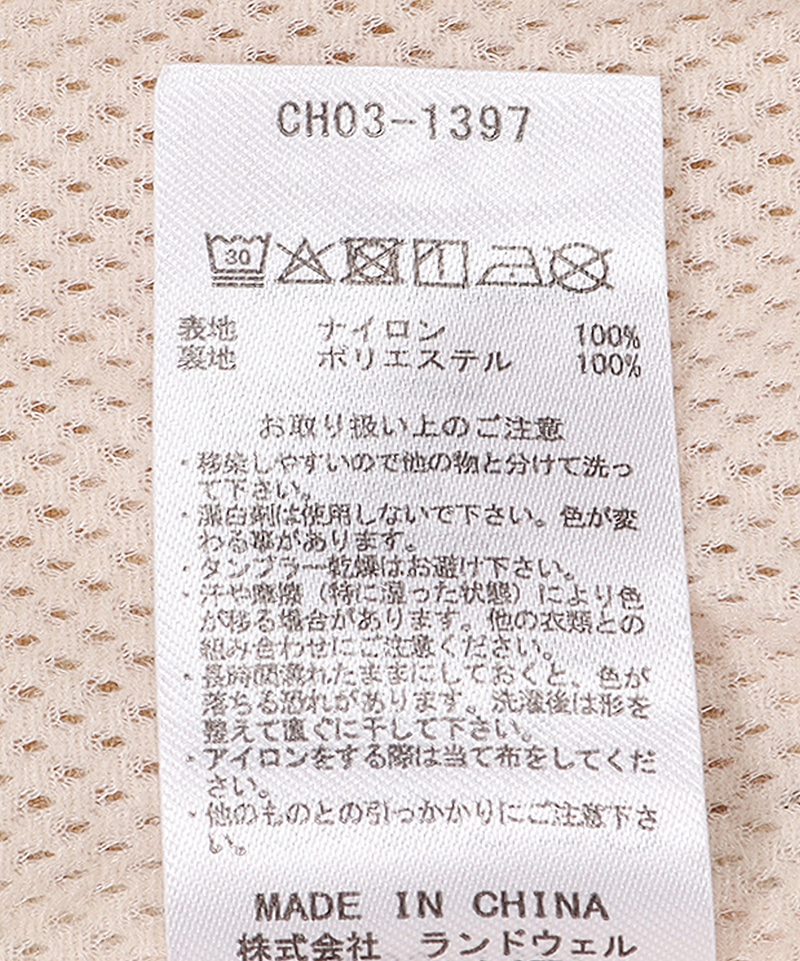 CH03-1397
30
表地 ナイロン 100%
裏地 ポリエステル 100%
お取り扱い上のご注意
・移染しやすいので他の物と分けて洗っ
て下さい。
・漂白剤は使用しないで下さい。色が変
わる事があります。
・タンブラー乾燥はお避け下さい。
・汗や摩擦（特に湿った状態）により色
が移る場合があります。他の衣類との
組み合わせにご注意ください。
・長時間濡れたままにしておくと、色が
落ちる恐れがあります。洗濯後は形を
整えて直ぐに干して下さい。
・アイロンをする際は当て布をしてくだ
さい。
・他のものとの引っかかりにご注意下さ
い。
MADE IN CHINA
株式会社 ランドウェル